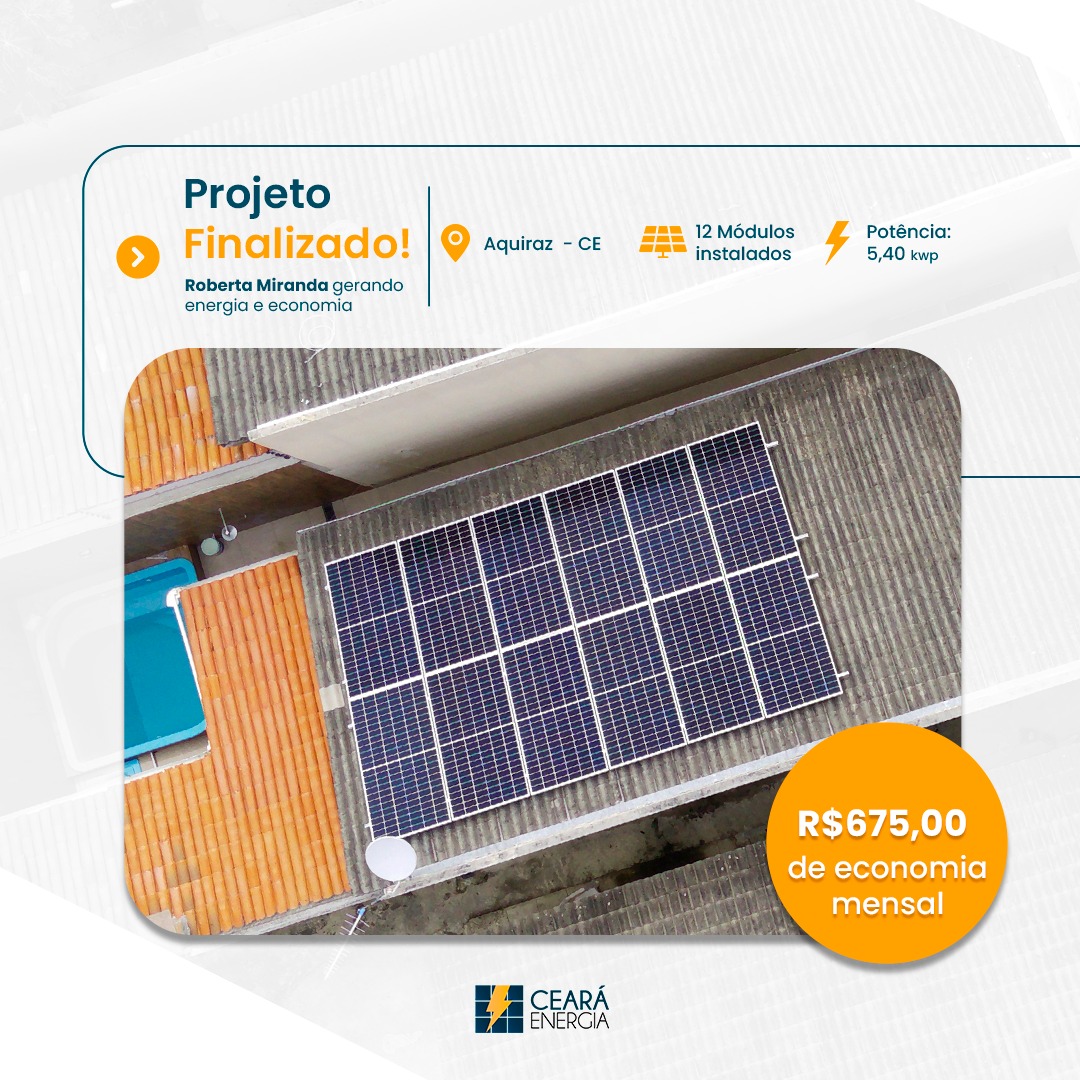 Projeto
Finalizado!
Roberta Miranda gerando
energia e economia
Aquiraz - CE
12 Módulos
instalados
Potência:
5,40 kwp
R$675,00
de economia
mensal
CEARÁ
ENERGIA